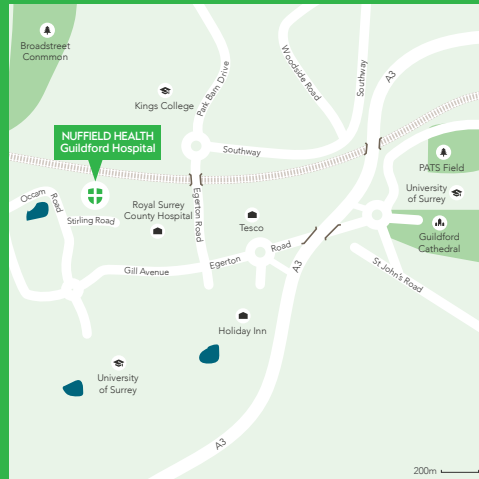 Broadstreet
Conmmon
Kings College
Park Barn Drive
Woodside Road
Southway
A3
NUFFIELD HEALTH
Guildford Hospital
Southway
PATS Field
University
of Surrey
Occam
Road
Stirling Road
Royal Surrey
County Hospital
Egerton Road
Tesco
Guildford
Cathedral
Gill Avenue
Egerton
Road
A3
St John's Road
Holiday Inn
University
of Surrey
A3
200m